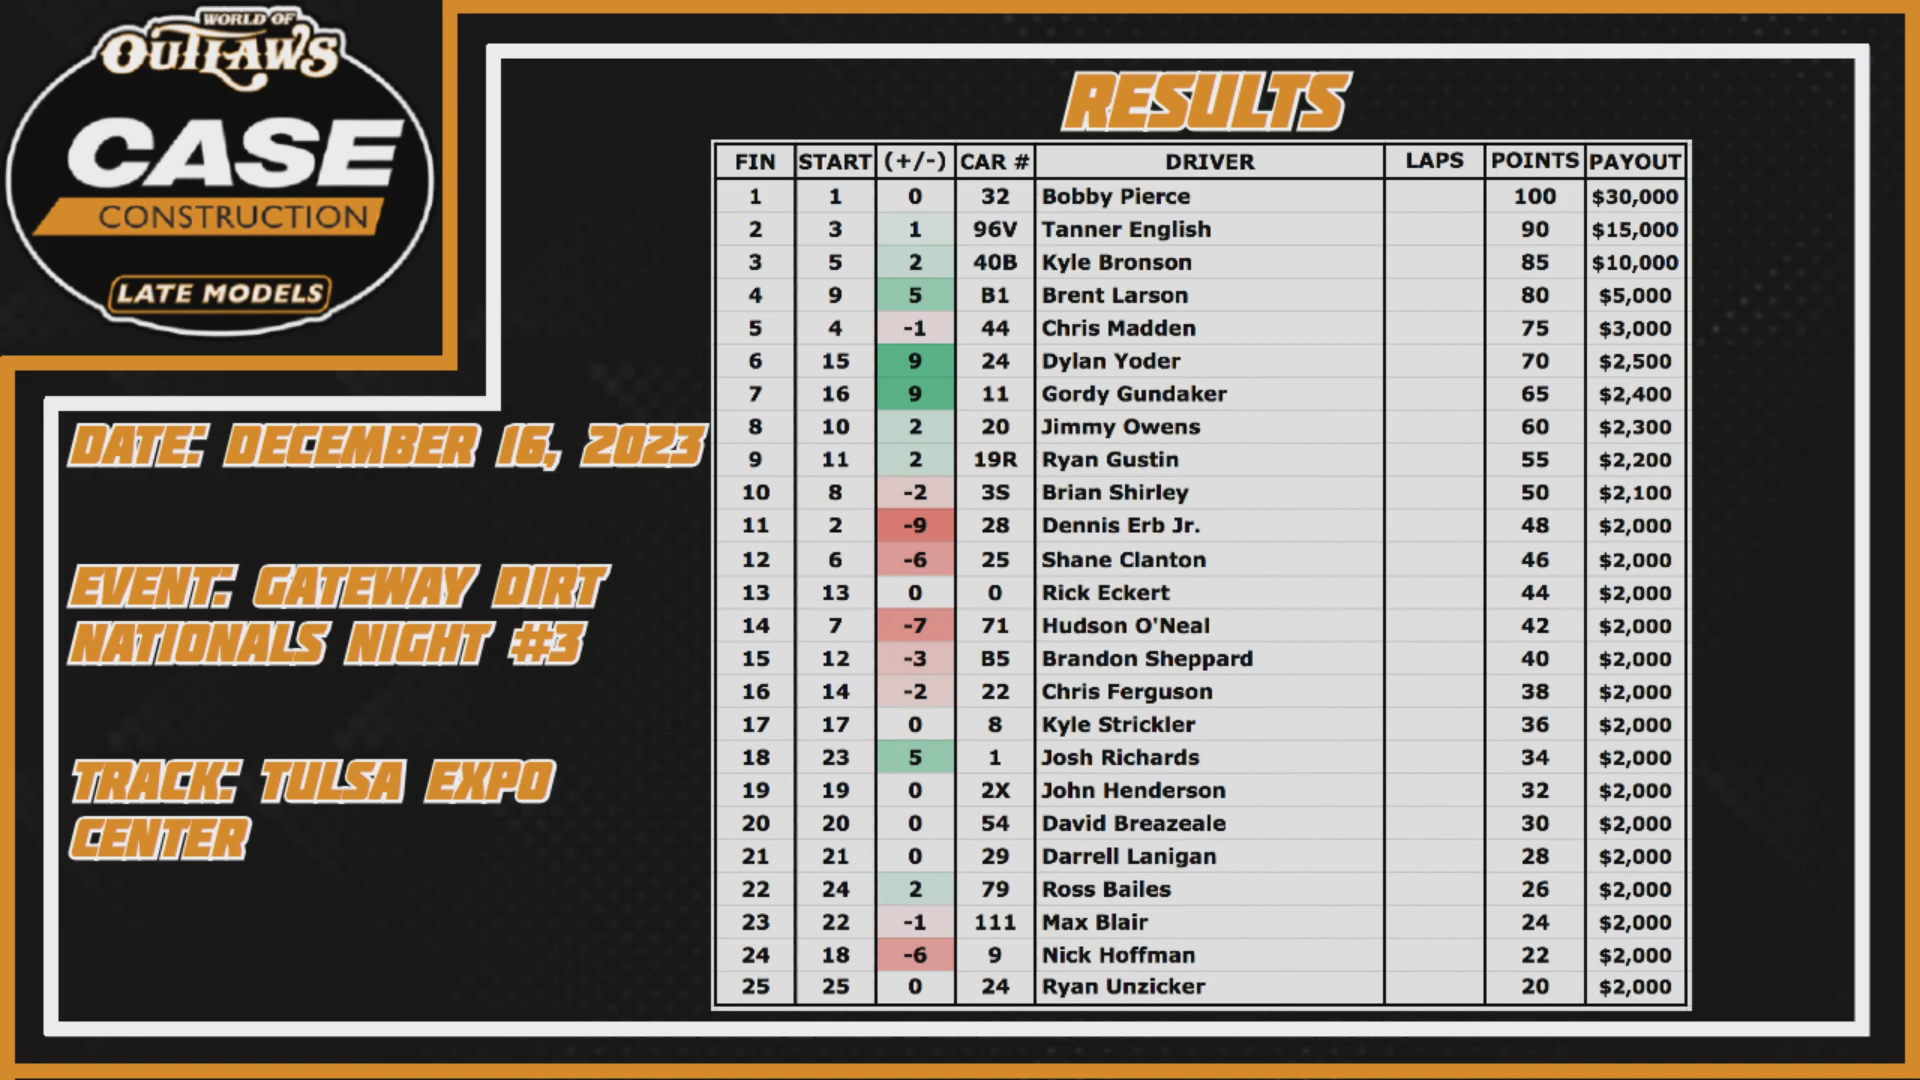 WORLD OF
OUTLAWS
CASE
CONSTRUCTION
LATE MODELS
DATE: DECEMBER 16, 2023
EVENT: GATEWAY DIRT
NATIONALS NIGHT #3
TRACK: TULSA EXPO
CENTER
RESULTS
FIN START (+/-) CAR # DRIVER LAPS POINTS PAYOUT
1 1 0 32 Bobby Pierce 100 $30,000
2 3 1 96V Tanner English 90 $15,000
3 5 2 40B Kyle Bronson 85 $10,000
4 9 5 B1 Brent Larson 80 $5,000
5 4 -1 44 Chris Madden 75 $3,000
6 15 9 24 Dylan Yoder 70 $2,500
7 16 9 11 Gordy Gundaker 65 $2,400
8 10 2 20 Jimmy Owens 60 $2,300
9 11 2 19R Ryan Gustin 55 $2,200
10 8 -2 3S Brian Shirley 50 $2,100
11 2 -9 28 Dennis Erb Jr. 48 $2,000
12 6 -6 25 Shane Clanton 46 $2,000
13 13 0 0 Rick Eckert 44 $2,000
14 7 -7 71 Hudson O'Neal 42 $2,000
15 12 -3 B5 Brandon Sheppard 40 $2,000
16 14 -2 22 Chris Ferguson 38 $2,000
17 17 0 8 Kyle Strickler 36 $2,000
18 23 5 1 Josh Richards 34 $2,000
19 19 0 2X John Henderson 32 $2,000
20 20 0 54 David Breazeale 30 $2,000
21 21 0 29 Darrell Lanigan 28 $2,000
22 24 2 79 Ross Bailes 26 $2,000
23 22 -1 111 Max Blair 24 $2,000
24 18 -6 9 Nick Hoffman 22 $2,000
25 25 0 24 Ryan Unzicker 20 $2,000